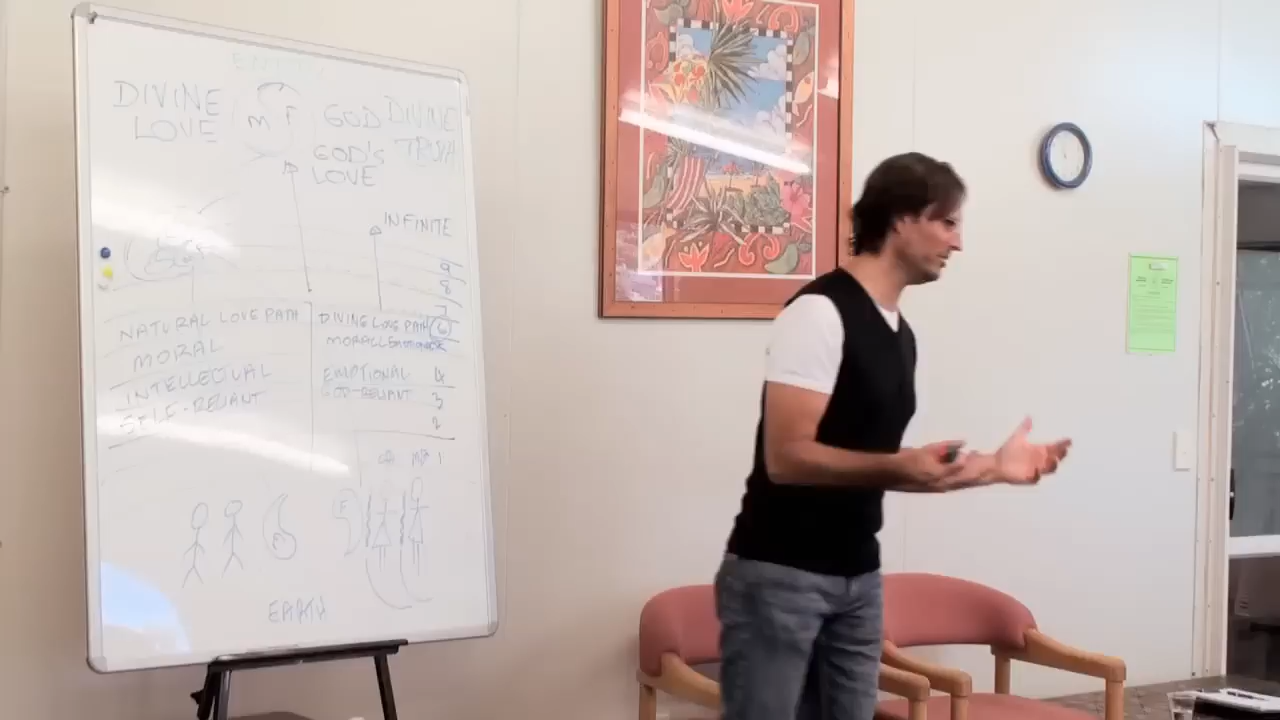 DIVINE
LOVE
M F
GOD
GOD'S
LOVE
DIVINE
TRUTH
INFINITE
9
8
7
NATURAL LOVE PATH
MORAL
INTELLECTUAL
SELF-RELIANT
DIVINE LOVE PATH 6
MORAL
EMOTIONAL 4
GOD-RELIANT 3
2
1
EARTH